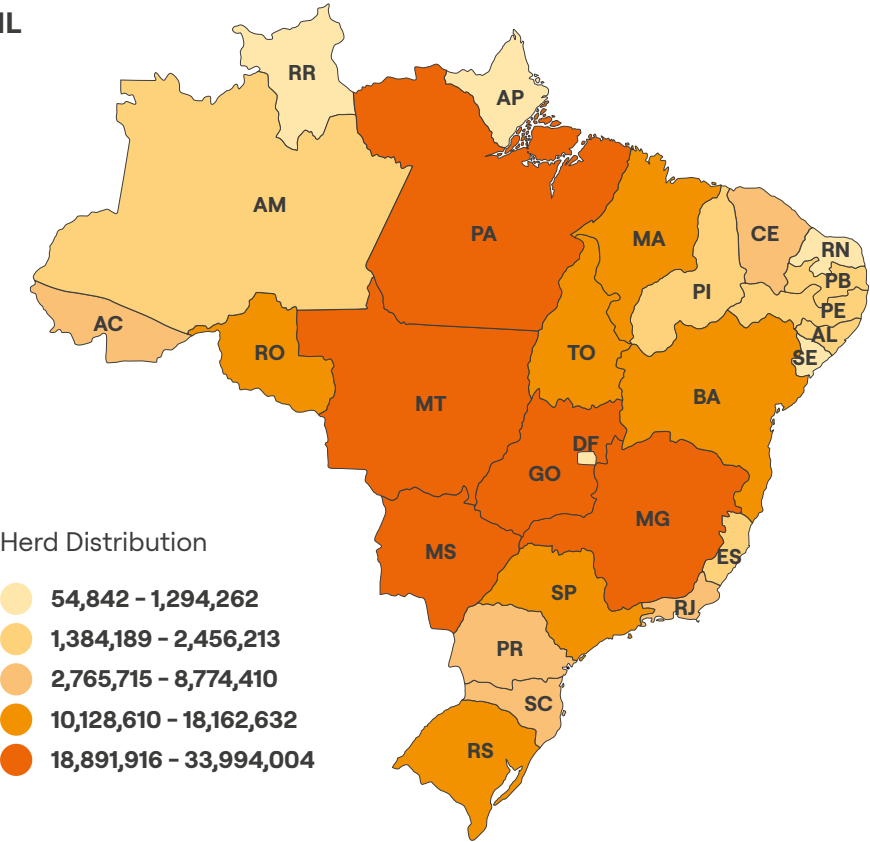 IL
RR
AP
AM
PA
MA
CE
RN
PI
PB
PE
AC
AL
RO
TO
SE
MT
BA
DF
GO
MG
MS
ES
SP
RJ
PR
SC
RS
Herd Distribution
54,842 – 1,294,262
1,384,189 – 2,456,213
2,765,715 – 8,774,410
10,128,610 – 18,162,632
18,891,916 – 33,994,004